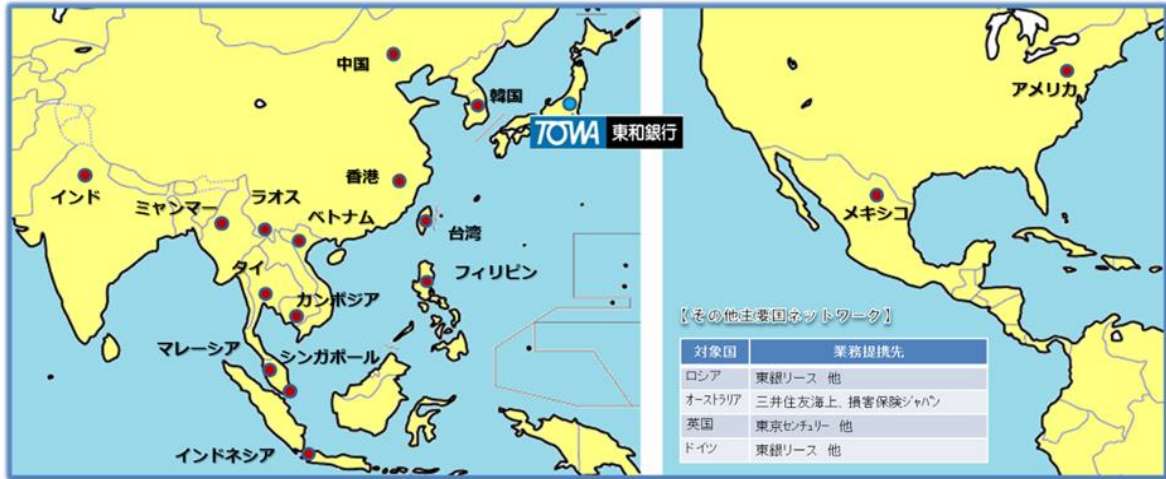 中国
韓国
TOWA 東和銀行
インド
香港
ミャンマー
ラオス
ベトナム
台湾
タイ
フィリピン
カンボジア
マレーシア
シンガポール
インドネシア
アメリカ
メキシコ
【その他主要国ネットワーク】
対象国 業務提携先
ロシア 東銀リース 他
オーストラリア 三井住友海上、損害保険ジャパン
英国 東京センチュリー 他
ドイツ 東銀リース 他